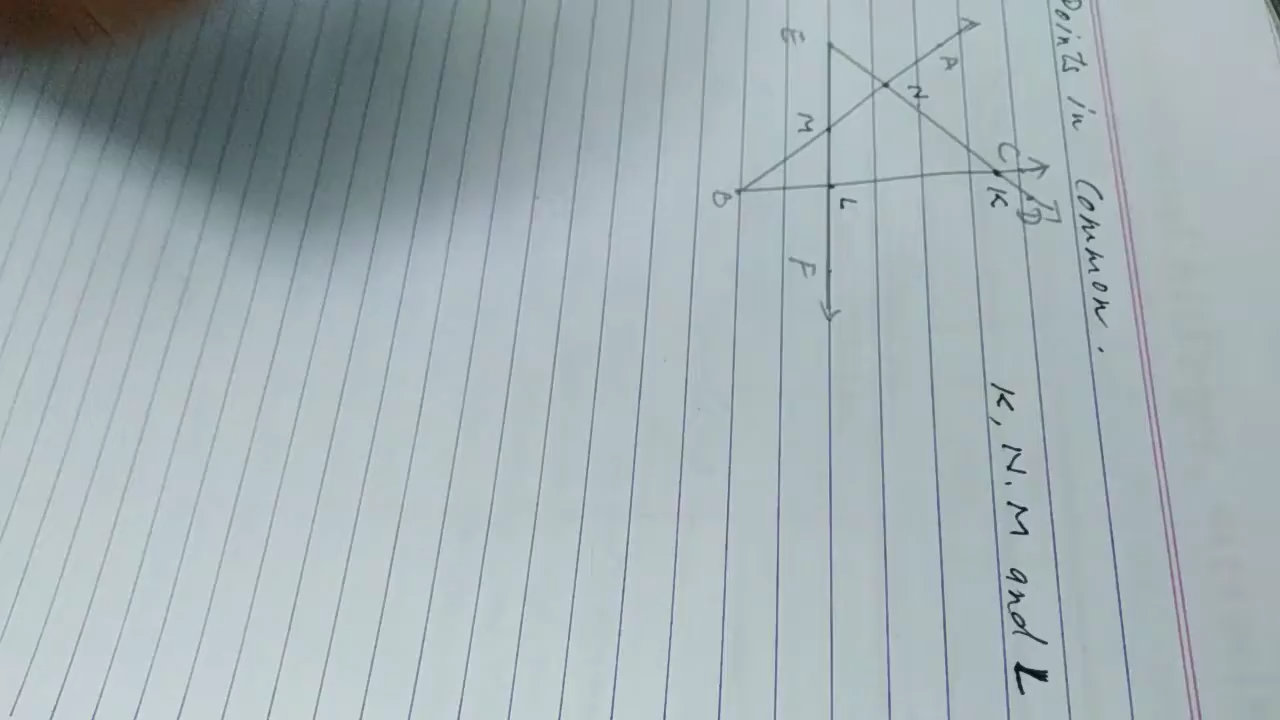 Points in Common.
K, N. M and L
C D
K
A
N
L
E M F
B